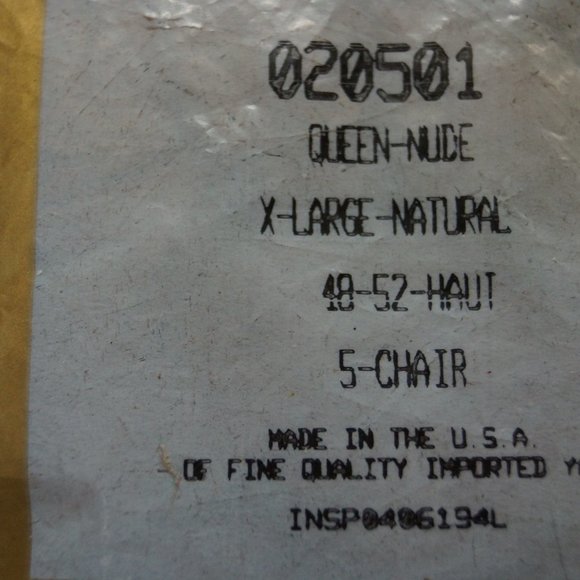 020501
QUEEN-NUDE
X-LARGE-NATURAL
48-52-HAUT
5-CHAIR
MADE IN THE U.S.A.
OF FINE QUALITY IMPORTED
INSP0406194L